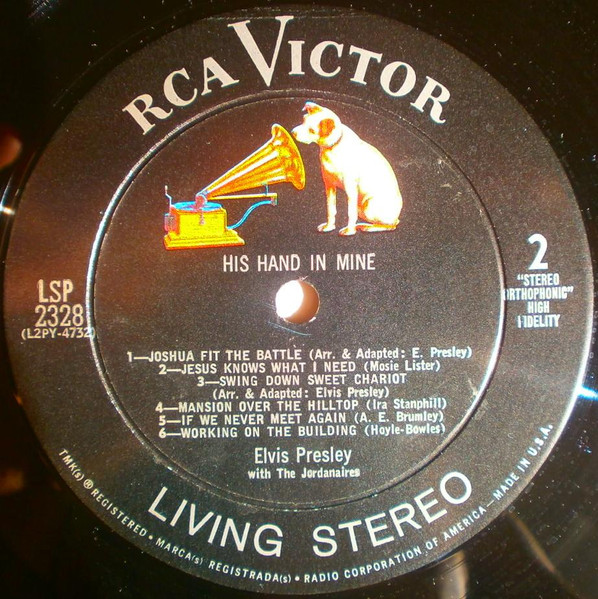 RCA VICTOR
HIS HAND IN MINE
LSP
2328
(L2PY-4732)
2
"STEREO
ORTHOPHONIC"
HIGH
FIDELITY
1—JOSHUA FIT THE BATTLE (Arr. & Adapted: E. Presley)
2—JESUS KNOWS WHAT I NEED (Mosie Lister)
3—SWING DOWN SWEET CHARIOT
(Arr. & Adapted: Elvis Presley)
4—MANSION OVER THE HILLTOP (Ira Stanphill)
5—IF WE NEVER MEET AGAIN (A. E. Brumley)
6—WORKING ON THE BUILDING (Hoyle-Bowles)
Elvis Presley
with The Jordanaires
LIVING STEREO
TMK(s) ® REGISTERED • MARCA(s) REGISTRADA(s) • RADIO CORPORATION OF AMERICA—MADE IN U.S.A.